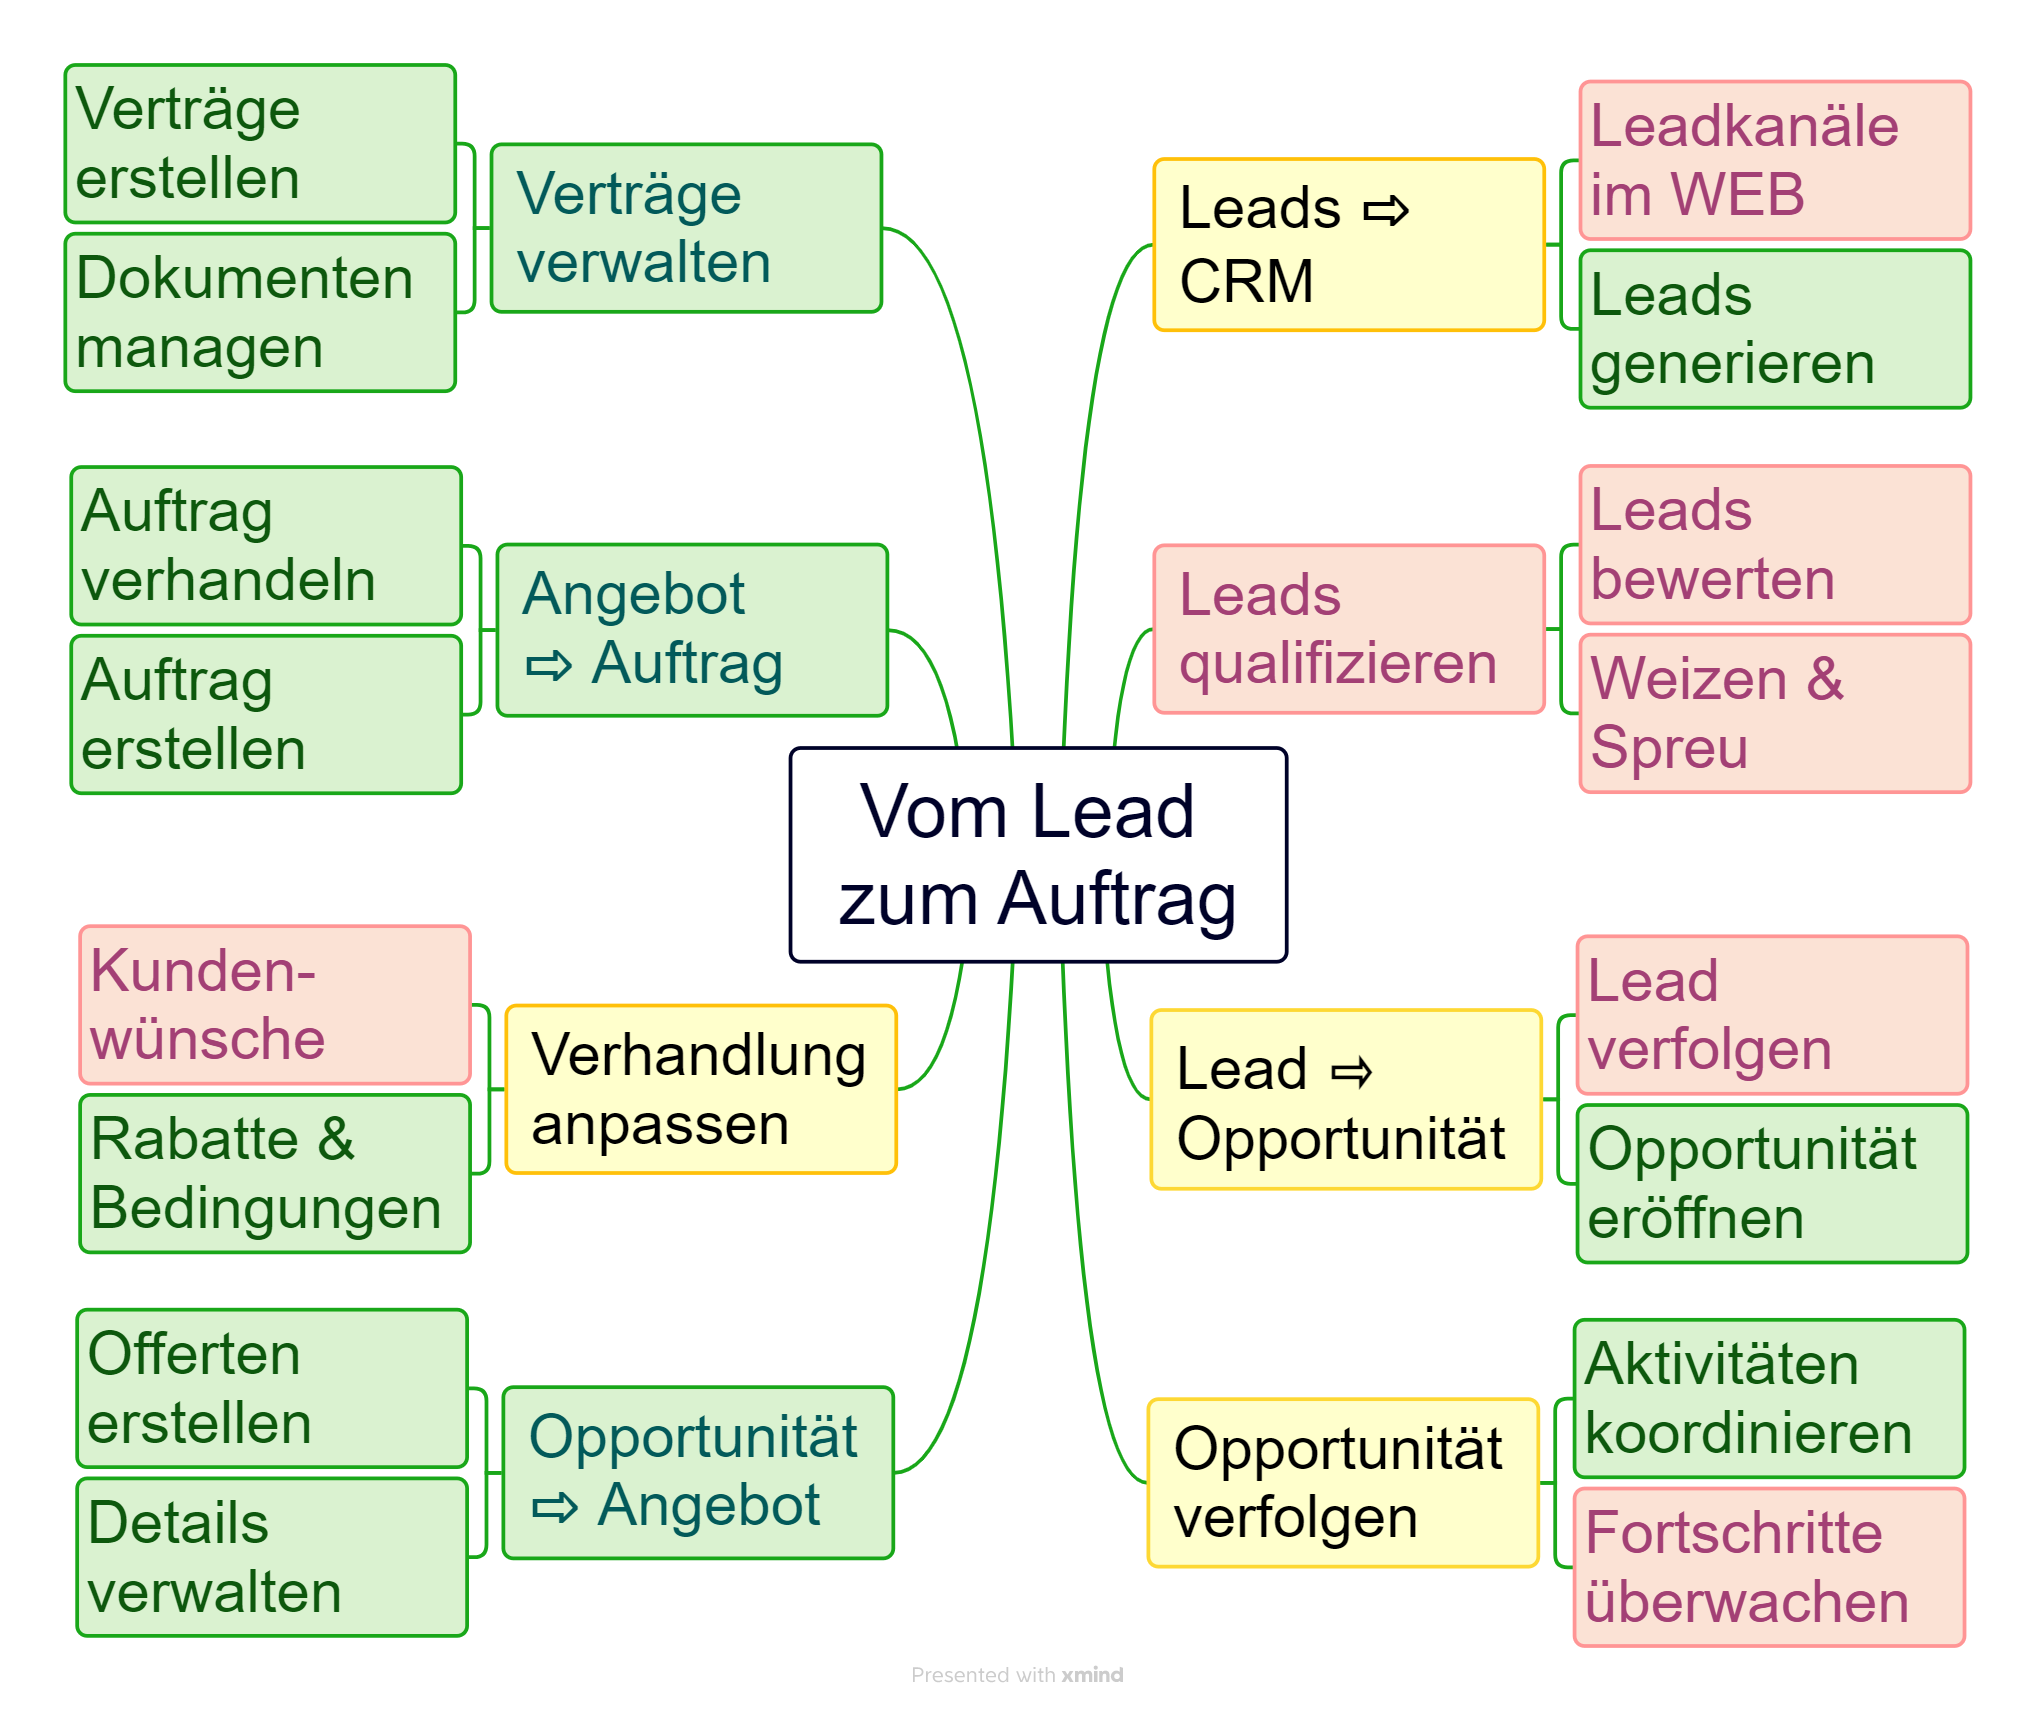 Vom Lead
zum Auftrag
Leads ⇨
CRM
Leadkanäle
im WEB
Leads
generieren
Leads
qualifizieren
Leads
bewerten
Weizen &
Spreu
Lead ⇨
Opportunität
Lead
verfolgen
Opportunität
eröffnen
Opportunität
verfolgen
Aktivitäten
koordinieren
Fortschritte
überwachen
Opportunität
⇨ Angebot
Offerten
erstellen
Details
verwalten
Verhandlung
anpassen
Kunden-
wünsche
Rabatte &
Bedingungen
Angebot
⇨ Auftrag
Auftrag
verhandeln
Auftrag
erstellen
Verträge
verwalten
Verträge
erstellen
Dokumenten
managen
Presented with xmind